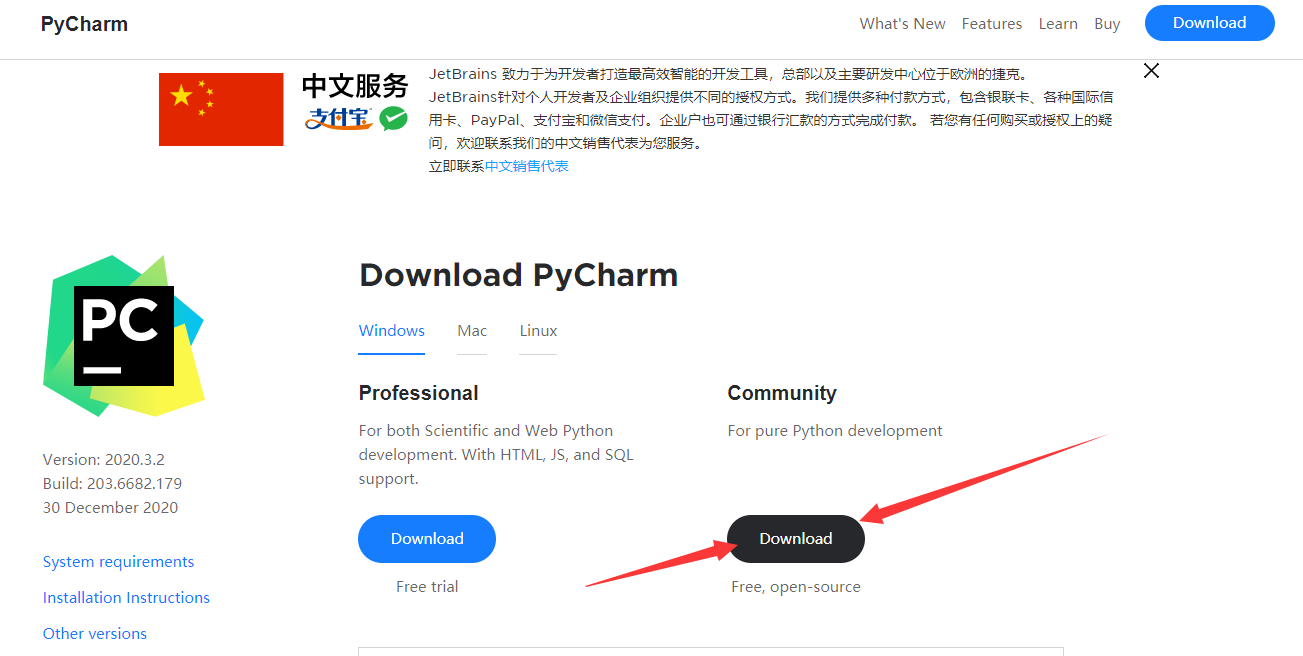 PyCharm
What's New Features Learn Buy Download
中文服务
支付宝
JetBrains 致力于为开发者打造最高效智能的开发工具，总部以及主要研发中心位于欧洲的捷克。
JetBrains针对个人开发者及企业组织提供不同的授权方式。我们提供多种付款方式，包含银联卡、各种国际信
用卡、PayPal、支付宝和微信支付。企业户也可通过银行汇款的方式完成付款。 若您有任何购买或授权上的疑
问，欢迎联系我们的中文销售代表为您服务。
立即联系中文销售代表
PC
Version: 2020.3.2
Build: 203.6682.179
30 December 2020
System requirements
Installation Instructions
Other versions
Download PyCharm
Windows Mac Linux
Professional
For both Scientific and Web Python
development. With HTML, JS, and SQL
support.
Download
Free trial
Community
For pure Python development
Download
Free, open-source